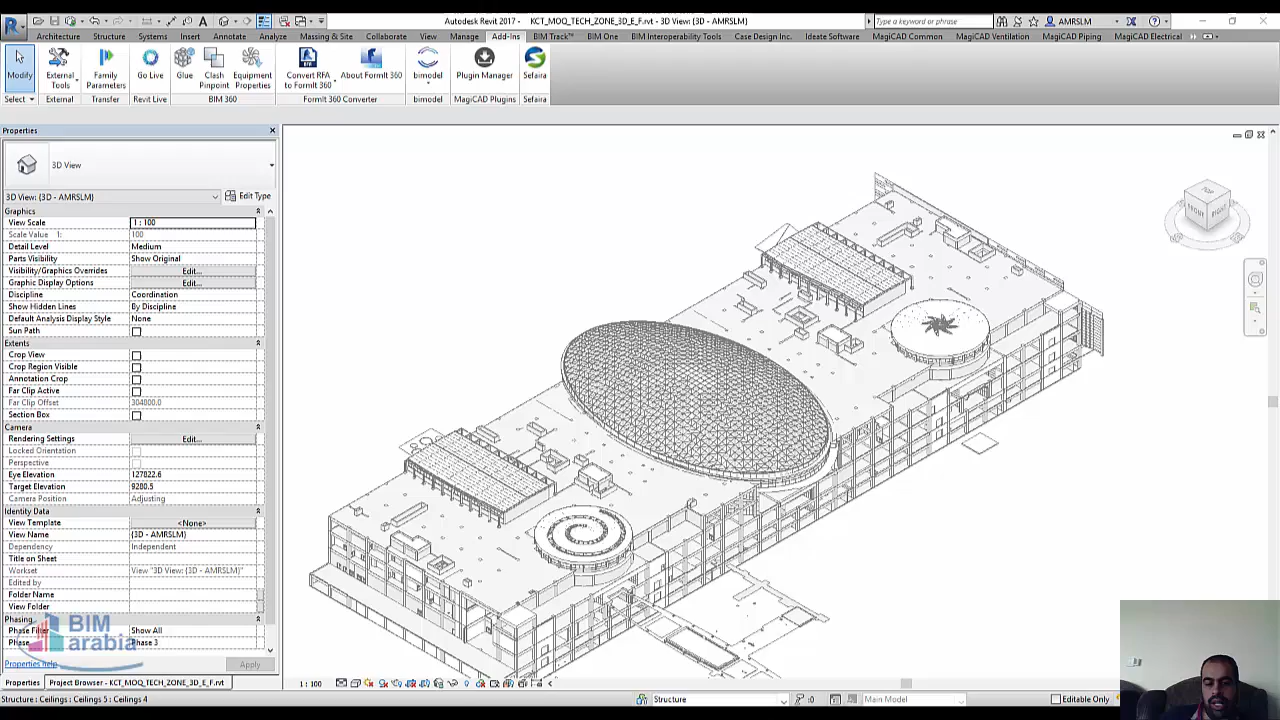 Autodesk Revit 2017 - KCT_MOQ_TECH_ZONE_3D_E_F.rvt - 3D View: {3D - AMRSLM}
Type a keyword or phrase
AMRSLM
Architecture Structure Systems Insert Annotate Analyze Massing & Site Collaborate View Manage Add-Ins BIM Track™ BIM One BIM Interoperability Tools Case Design Inc. Ideate Software MagiCAD Common MagiCAD Ventilation MagiCAD Piping MagiCAD Electrical
Modify External Tools Family Parameters Go Live Glue Clash Pinpoint Equipment Properties Convert RFA to FormIt 360 About FormIt 360 bimodel Plugin Manager Sefaira
Select External Transfer Revit Live BIM 360 FormIt 360 Converter bimodel MagiCAD Plugins Sefaira
Properties
3D View
3D View: {3D - AMRSLM} Edit Type
Graphics
View Scale 1 : 100
Scale Value 1: 100
Detail Level Medium
Parts Visibility Show Original
Visibility/Graphics Overrides Edit...
Graphic Display Options Edit...
Discipline Coordination
Show Hidden Lines By Discipline
Default Analysis Display Style None
Sun Path
Extents
Crop View
Crop Region Visible
Annotation Crop
Far Clip Active
Far Clip Offset 304800.0
Section Box
Camera
Rendering Settings Edit...
Locked Orientation
Perspective
Eye Elevation 127822.6
Target Elevation 9280.5
Camera Position Adjusting
Identity Data
View Template <None>
View Name {3D - AMRSLM}
Dependency Independent
Title on Sheet
Workset View "3D View: {3D - AMRSLM}"
Edited by
Folder Name
View Folder
Phasing
Phase Filter Show All
Phase Phase 3
BIM
arabia
Properties help Apply
Properties Project Browser - KCT_MOQ_TECH_ZONE_3D_E_F.rvt
1 : 100
Structure : Ceilings : Ceilings 5 : Ceilings 4
Structure
:0
Main Model
Editable Only
TOP
FRONT
RIGHT